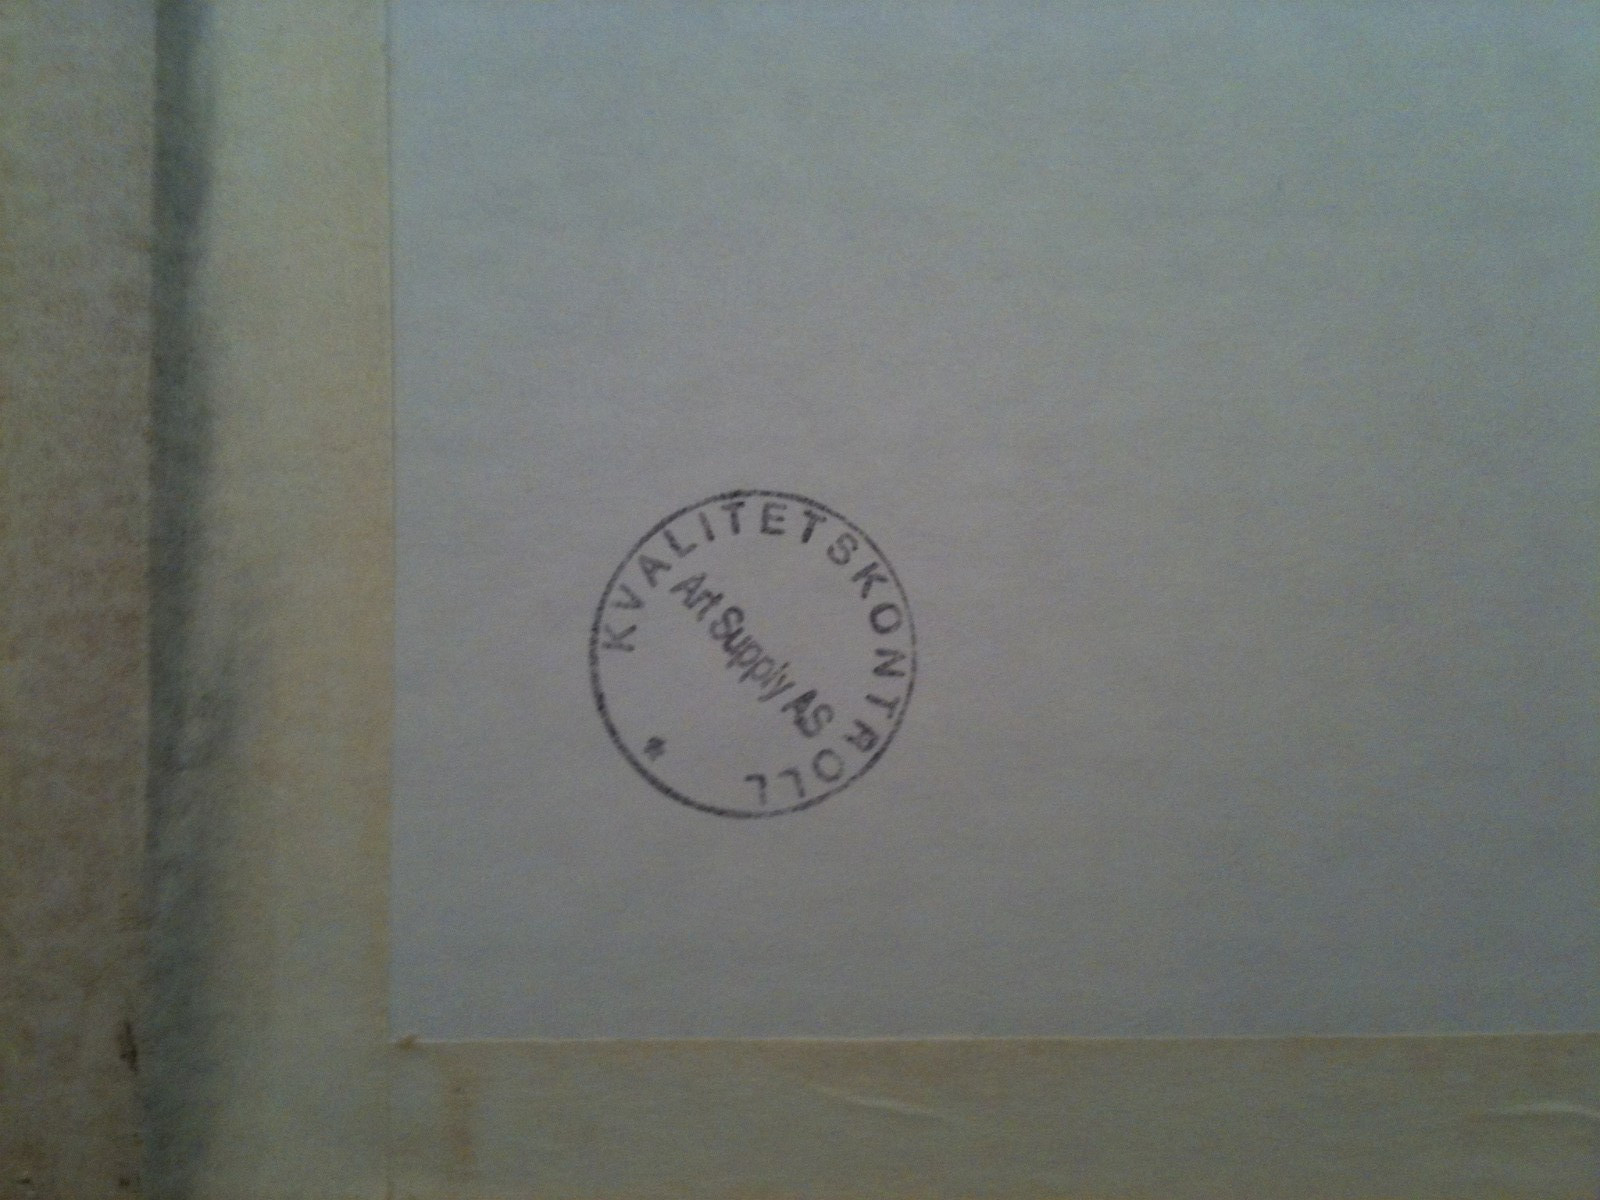 KVALITETSKONTROLL *
Art Supply AS